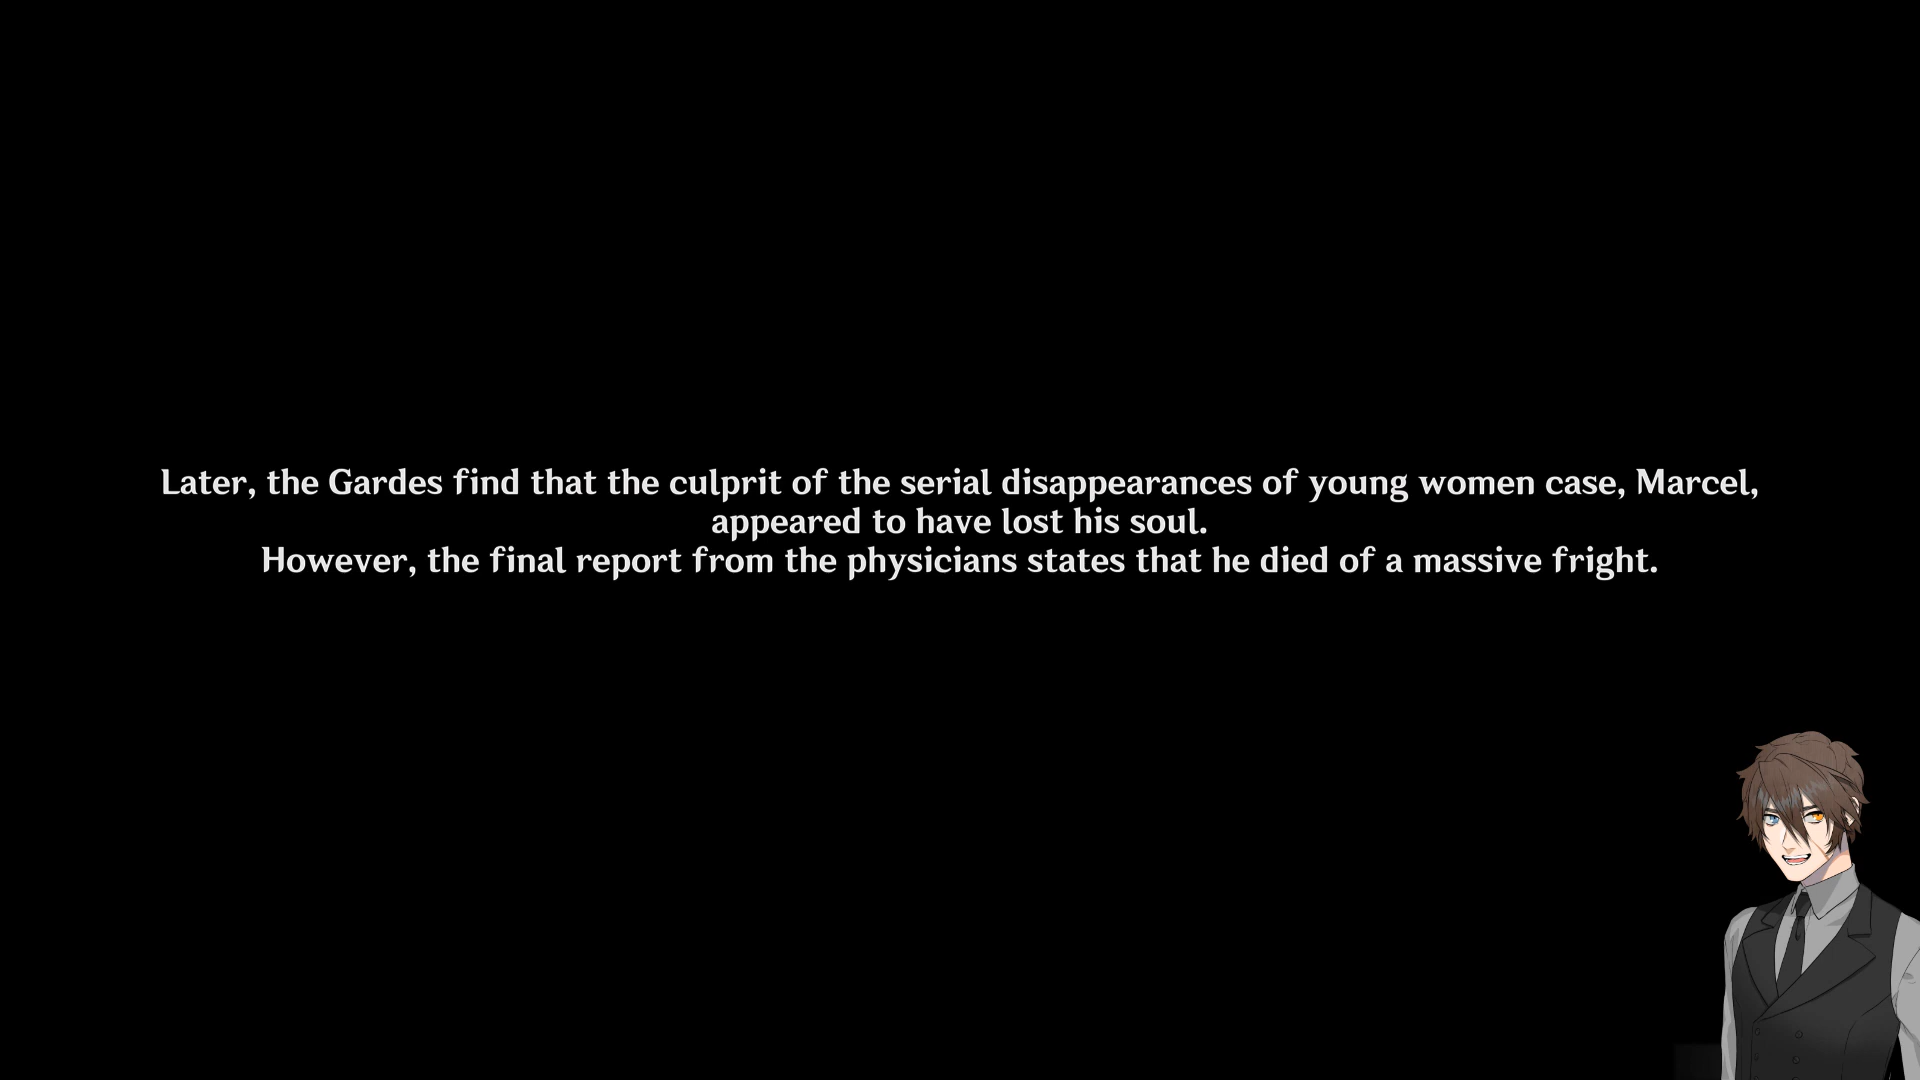 Later, the Gardes find that the culprit of the serial disappearances of young women case, Marcel,
appeared to have lost his soul.
However, the final report from the physicians states that he died of a massive fright.